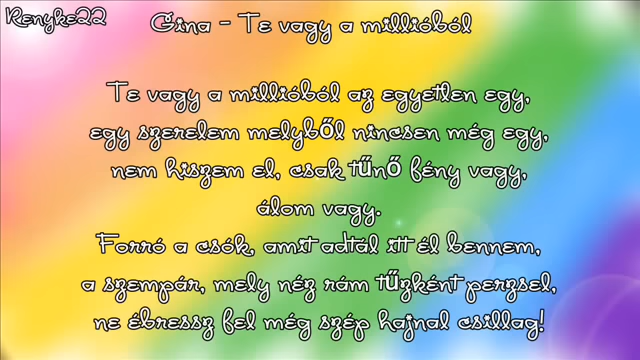 Renyke22
Gina - Te vagy a millióból
Te vagy a millióból az egyetlen egy,
egy szerelem melyből nincsen még egy,
nem hiszem el, csak tűnő fény vagy,
álom vagy.
Forró a csók, amit adtál itt él bennem,
a szempár, mely néz rám tűzként perzsel,
ne ébressz fel még szép hajnal csillag!